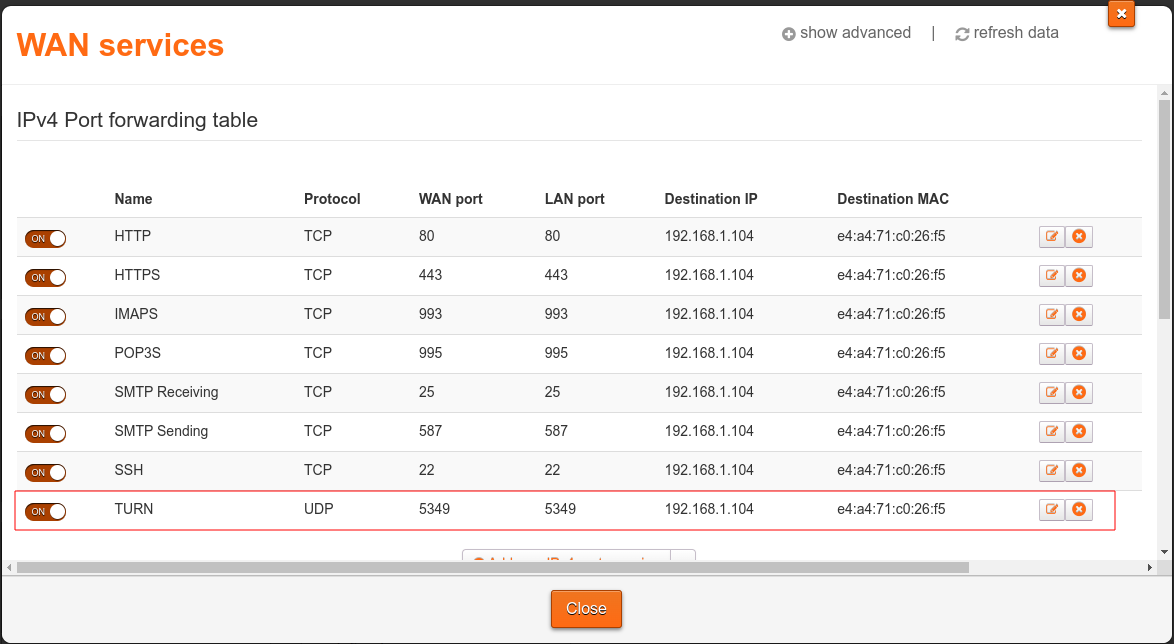 WAN services
show advanced | refresh data
IPv4 Port forwarding table
Name Protocol WAN port LAN port Destination IP Destination MAC
ON HTTP TCP 80 80 192.168.1.104 e4:a4:71:c0:26:f5
ON HTTPS TCP 443 443 192.168.1.104 e4:a4:71:c0:26:f5
ON IMAPS TCP 993 993 192.168.1.104 e4:a4:71:c0:26:f5
ON POP3S TCP 995 995 192.168.1.104 e4:a4:71:c0:26:f5
ON SMTP Receiving TCP 25 25 192.168.1.104 e4:a4:71:c0:26:f5
ON SMTP Sending TCP 587 587 192.168.1.104 e4:a4:71:c0:26:f5
ON SSH TCP 22 22 192.168.1.104 e4:a4:71:c0:26:f5
ON TURN UDP 5349 5349 192.168.1.104 e4:a4:71:c0:26:f5
Close